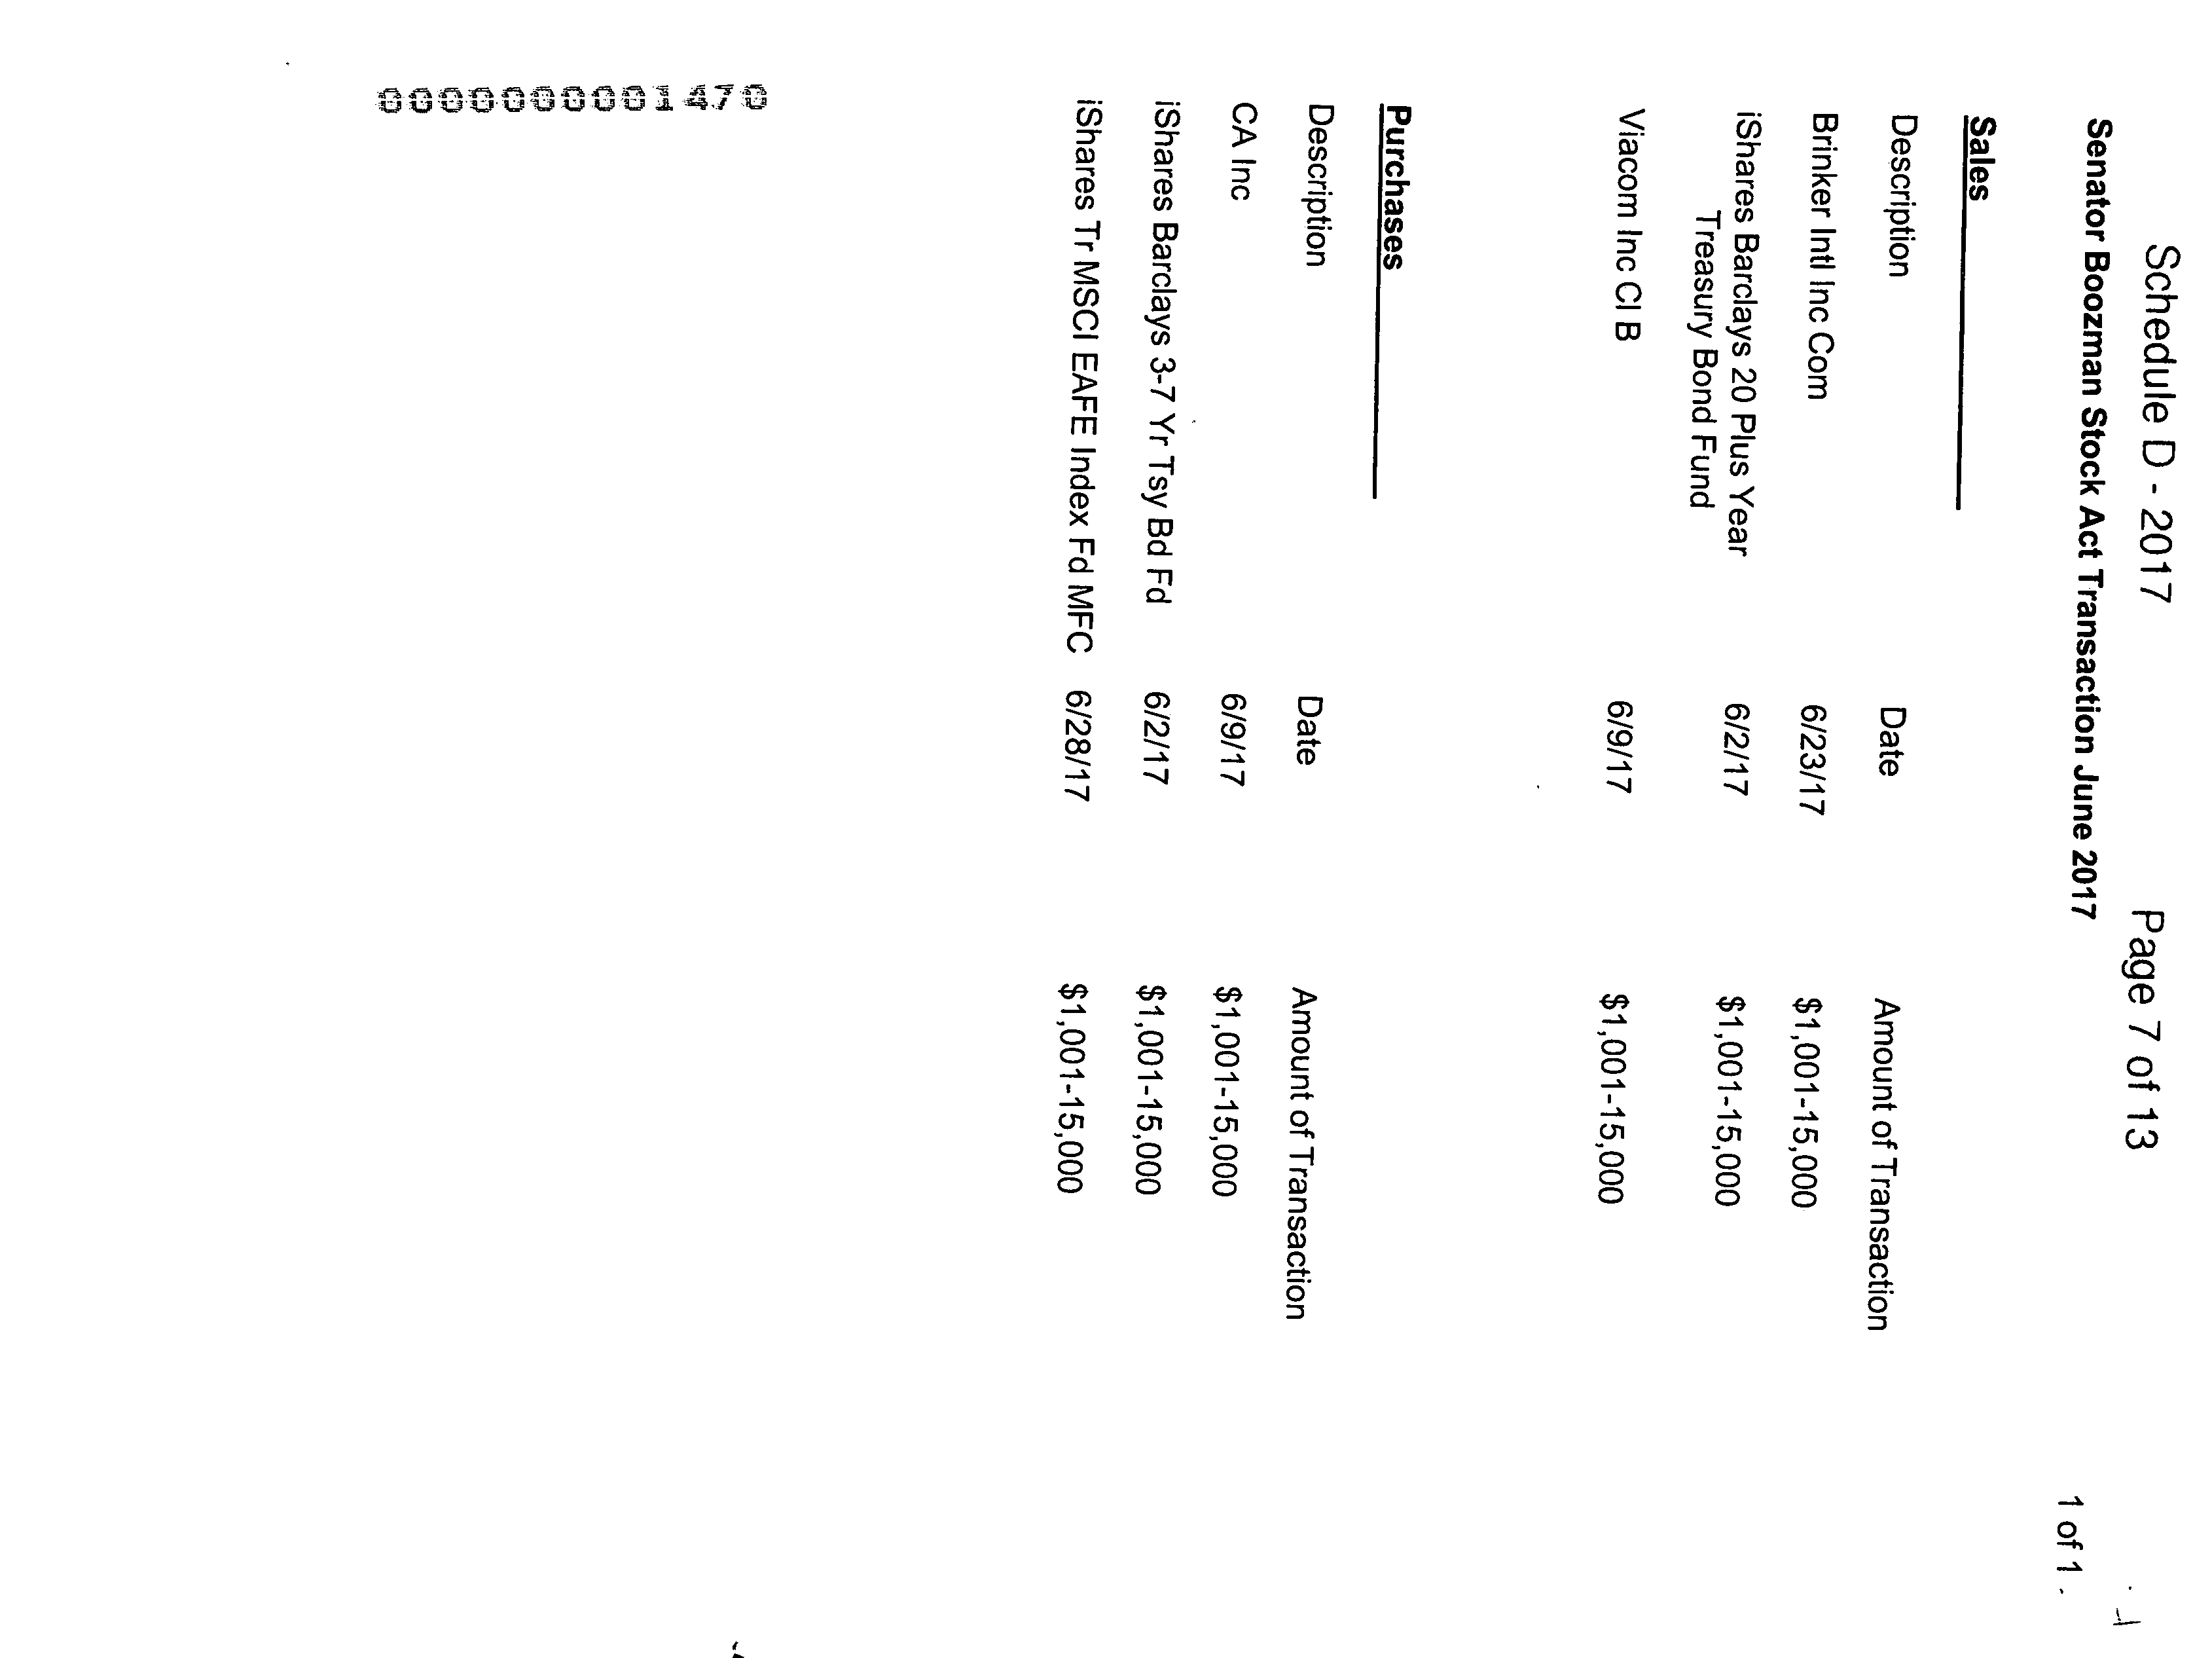 Schedule D - 2017 Page 7 of 13
Senator Boozman Stock Act Transaction June 2017 1 of 1
Sales
Description Date Amount of Transaction
Brinker Intl Inc Com 6/23/17 $1,001-15,000
iShares Barclays 20 Plus Year 6/2/17 $1,001-15,000
Treasury Bond Fund
Viacom Inc Cl B 6/9/17 $1,001-15,000
Purchases
Description Date Amount of Transaction
CA Inc 6/9/17 $1,001-15,000
iShares Barclays 3-7 Yr Tsy Bd Fd 6/2/17 $1,001-15,000
iShares Tr MSCI EAFE Index Fd MFC 6/28/17 $1,001-15,000
0000000001470